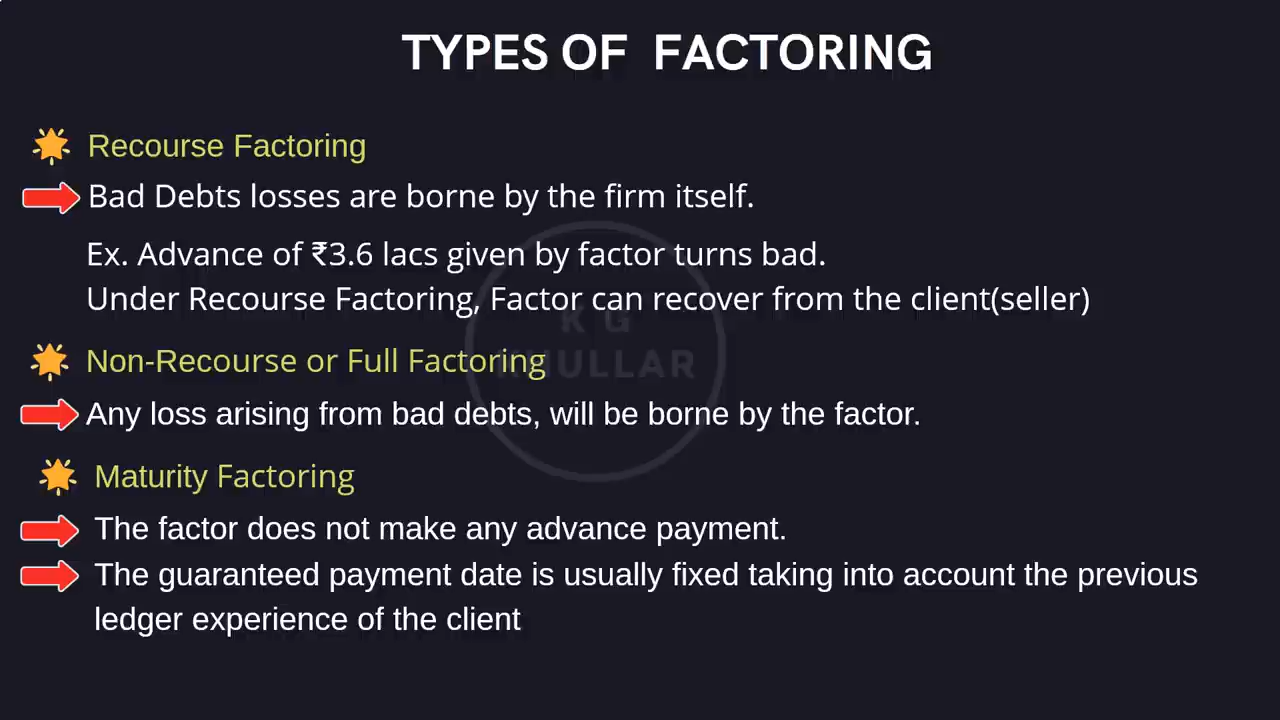 TYPES OF FACTORING
Recourse Factoring
Bad Debts losses are borne by the firm itself.
Ex. Advance of ₹3.6 lacs given by factor turns bad.
Under Recourse Factoring, Factor can recover from the client(seller)
K G
KHULLAR
Non-Recourse or Full Factoring
Any loss arising from bad debts, will be borne by the factor.
Maturity Factoring
The factor does not make any advance payment.
The guaranteed payment date is usually fixed taking into account the previous
ledger experience of the client